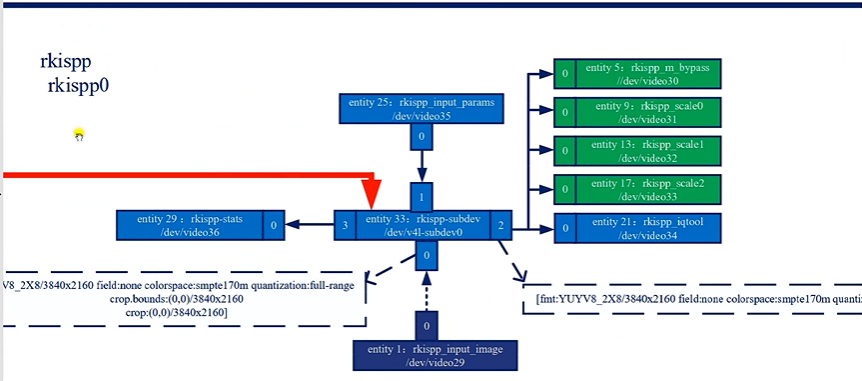 rkispp
rkispp0
entity 5：rkispp_m_bypass
//dev/video30
0
entity 9：rkispp_scale0
/dev/video31
0
entity 13：rkispp_scale1
/dev/video32
0
entity 17：rkispp_scale2
/dev/video33
0
entity 21：rkispp_iqtool
/dev/video34
0
entity 25：rkispp_input_params
/dev/video35
0
1
entity 29：rkispp-stats
/dev/video36
0
3
entity 33：rkispp-subdev
/dev/v4l-subdev0
2
0
V8_2X8/3840x2160 field:none colorspace:smpte170m quantization:full-range
crop.bounds:(0,0)/3840x2160
crop:(0,0)/3840x2160]
[fmt:YUYV8_2X8/3840x2160 field:none colorspace:smpte170m quanti
0
entity 1：rkispp_input_image
/dev/video29